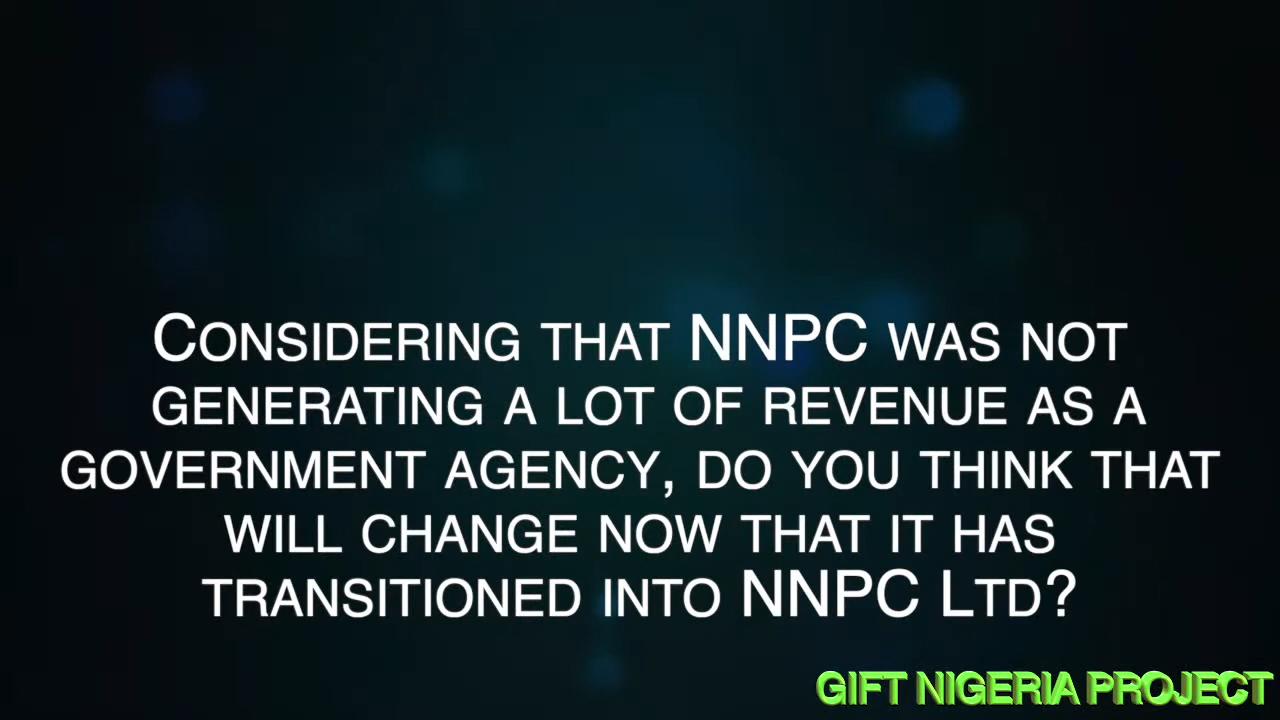 Considering that NNPC was not
generating a lot of revenue as a
government agency, do you think that
will change now that it has
transitioned into NNPC Ltd?
GIFT NIGERIA PROJECT